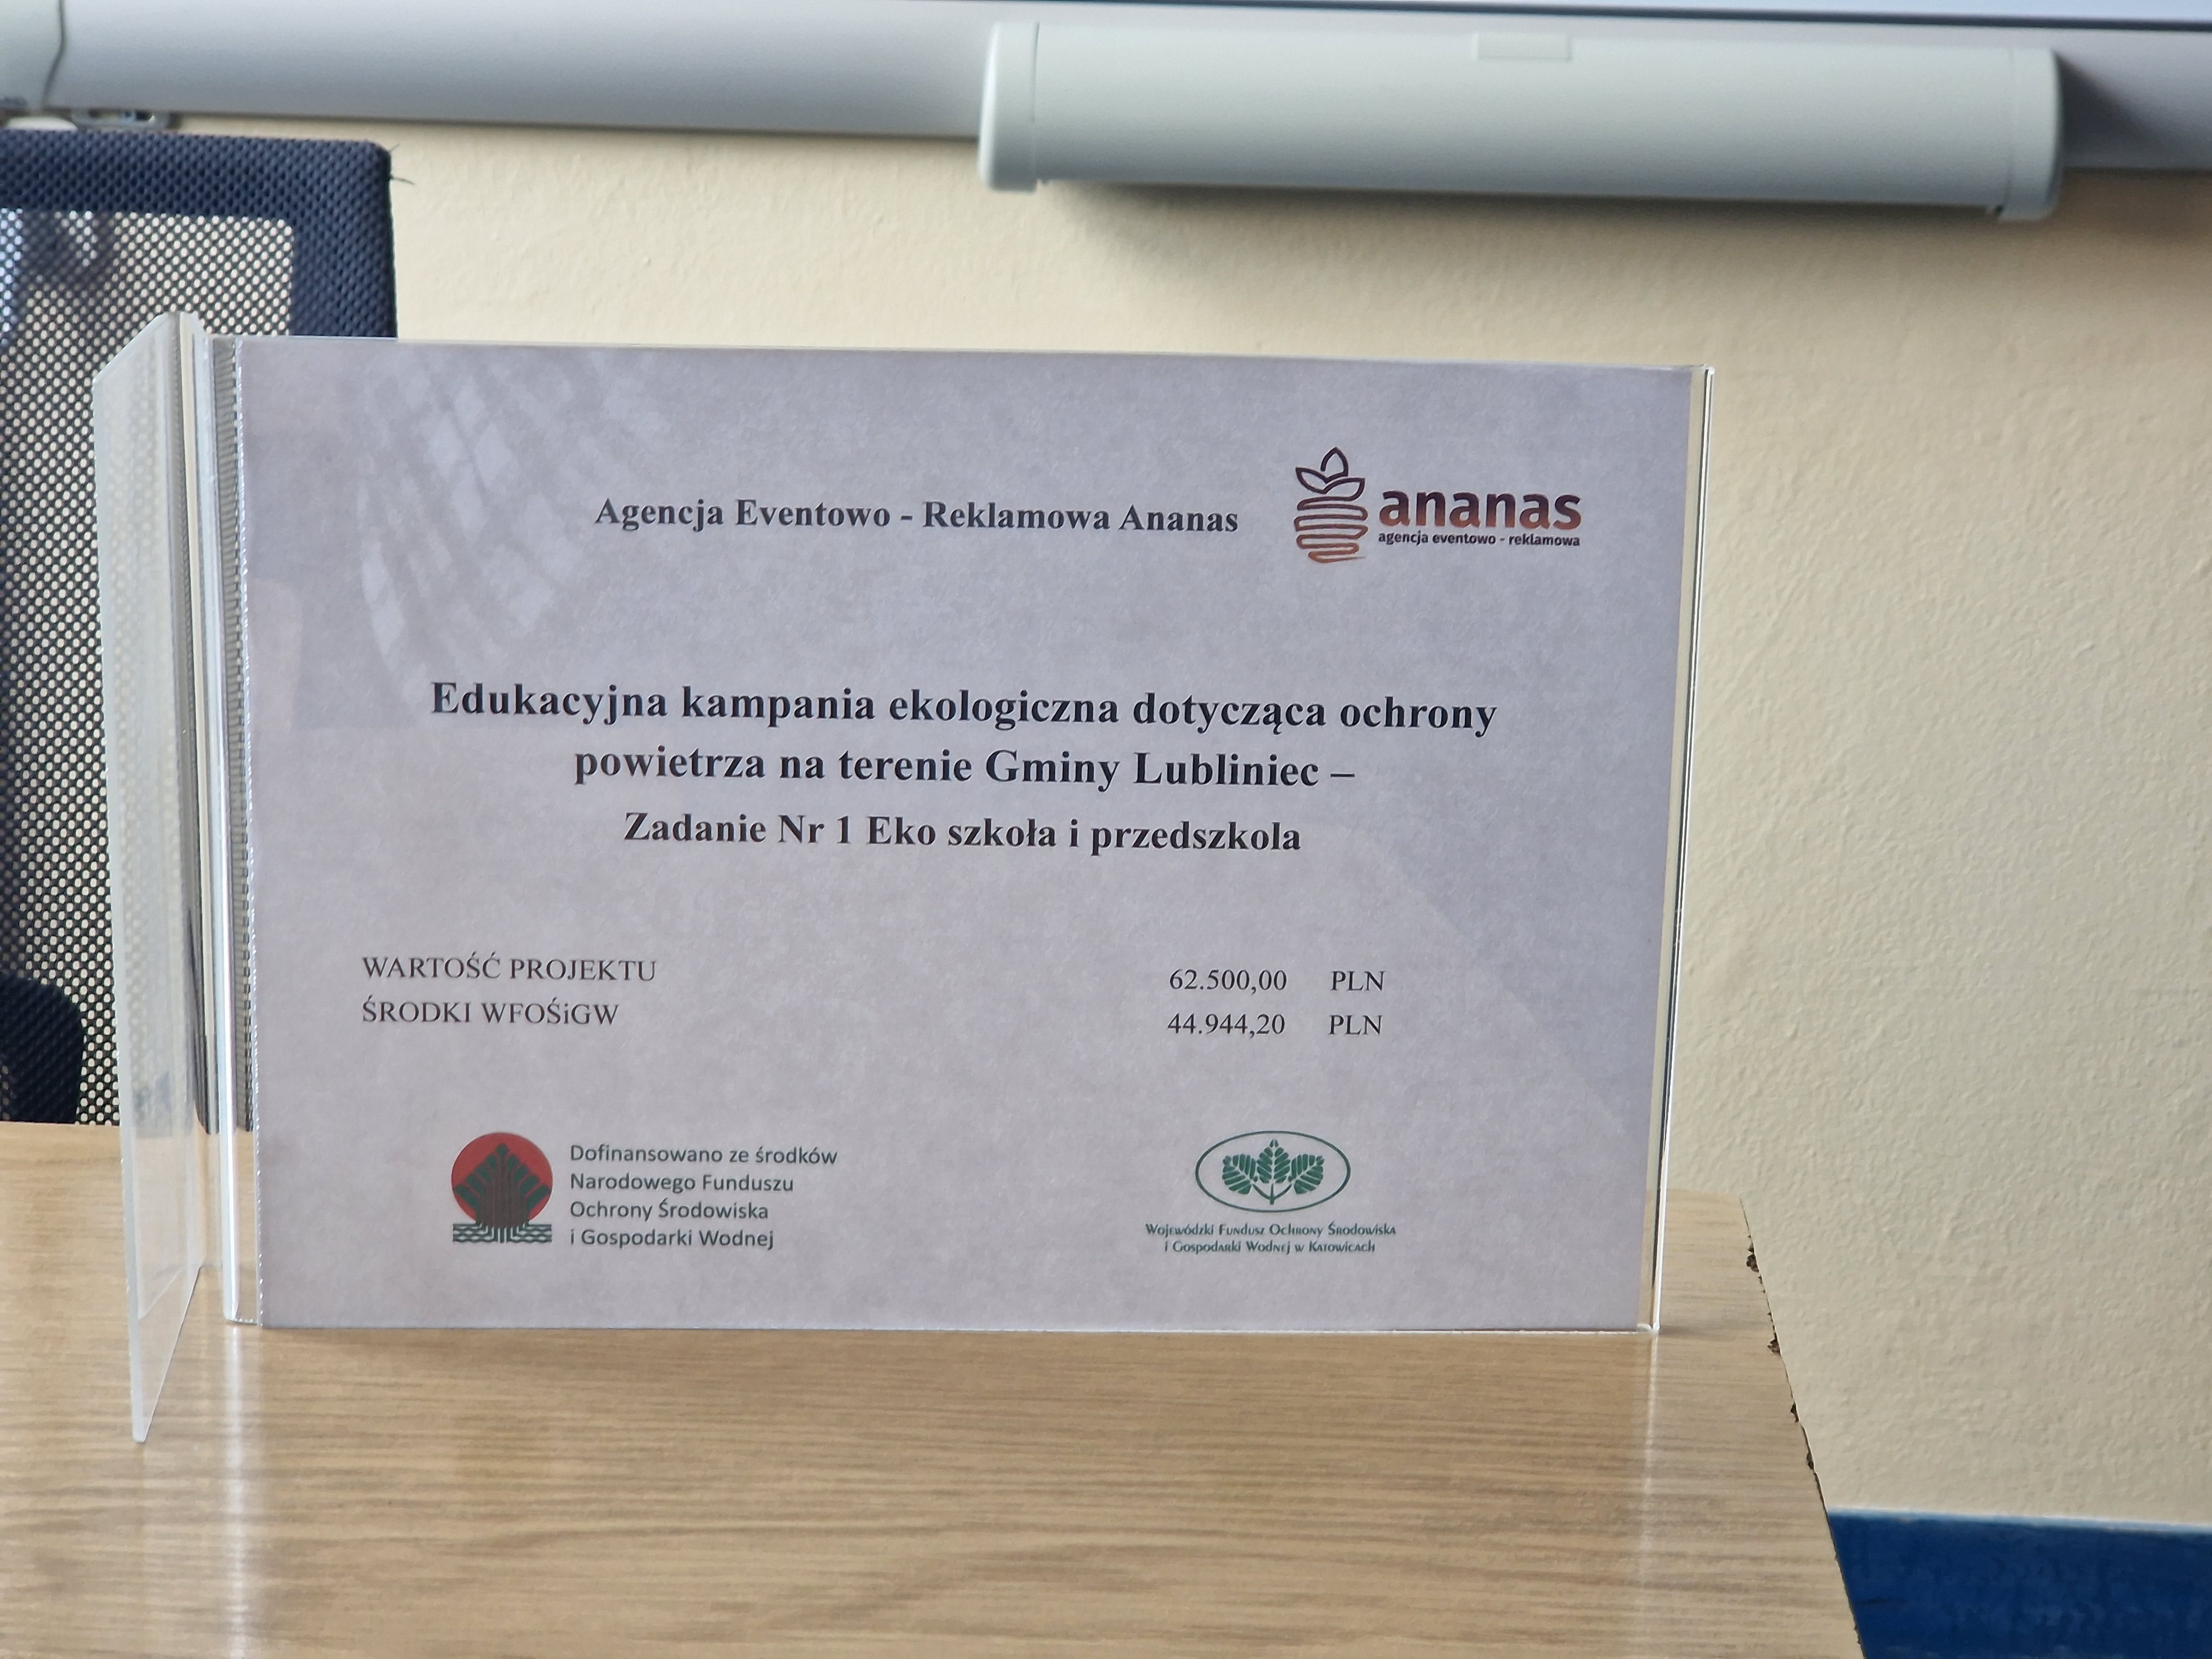 Agencja Eventowo - Reklamowa Ananas
ananas
agencja eventowo - reklamowa
Edukacyjna kampania ekologiczna dotycząca ochrony
powietrza na terenie Gminy Lubliniec –
Zadanie Nr 1 Eko szkoła i przedszkola
WARTOŚĆ PROJEKTU 62.500,00 PLN
ŚRODKI WFOŚiGW 44.944,20 PLN
Dofinansowano ze środków
Narodowego Funduszu
Ochrony Środowiska
i Gospodarki Wodnej
Wojewódzki Fundusz Ochrony Środowiska
i Gospodarki Wodnej w Katowicach